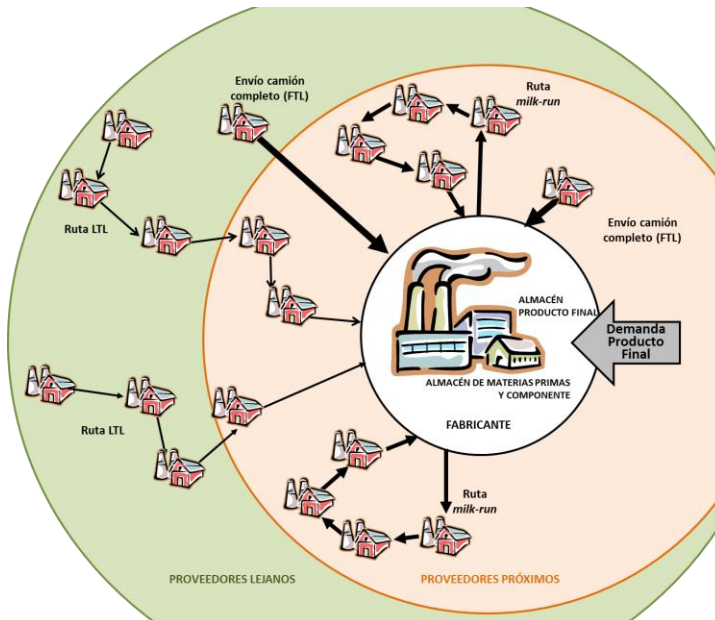 Envío camión
completo (FTL)
Ruta
milk-run
Ruta LTL
Envío camión
completo (FTL)
ALMACÉN
PRODUCTO FINAL
Demanda
Producto
Final
ALMACÉN DE MATERIAS PRIMAS
Y COMPONENTE
FABRICANTE
Ruta LTL
Ruta
milk-run
PROVEEDORES LEJANOS
PROVEEDORES PRÓXIMOS